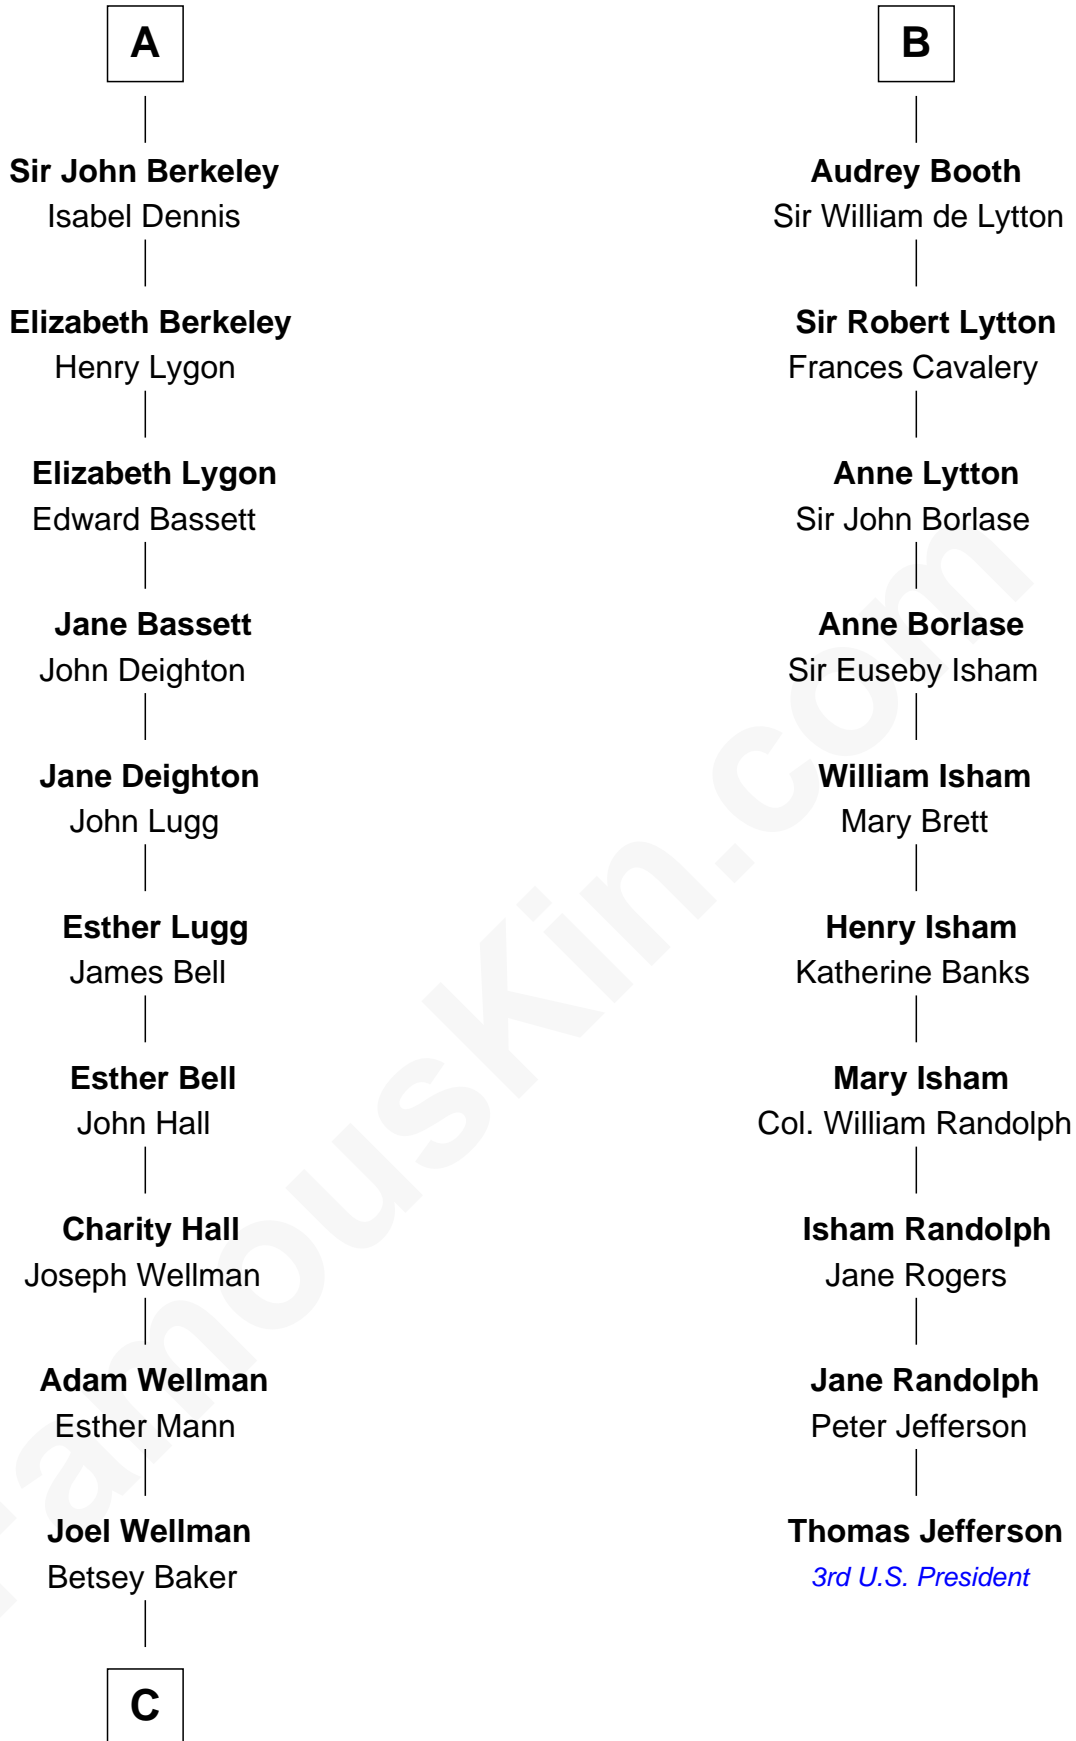 A
Sir John Berkeley
Isabel Dennis
Elizabeth Berkeley
Henry Lygon
Elizabeth Lygon
Edward Bassett
Jane Bassett
John Deighton
Jane Deighton
John Lugg
Esther Lugg
James Bell
Esther Bell
John Hall
Charity Hall
Joseph Wellman
Adam Wellman
Esther Mann
Joel Wellman
Betsey Baker
C
B
Audrey Booth
Sir William de Lytton
Sir Robert Lytton
Frances Cavalery
Anne Lytton
Sir John Borlase
Anne Borlase
Sir Euseby Isham
William Isham
Mary Brett
Henry Isham
Katherine Banks
Mary Isham
Col. William Randolph
Isham Randolph
Jane Rogers
Jane Randolph
Peter Jefferson
Thomas Jefferson
3rd U.S. President
FamousKin.com